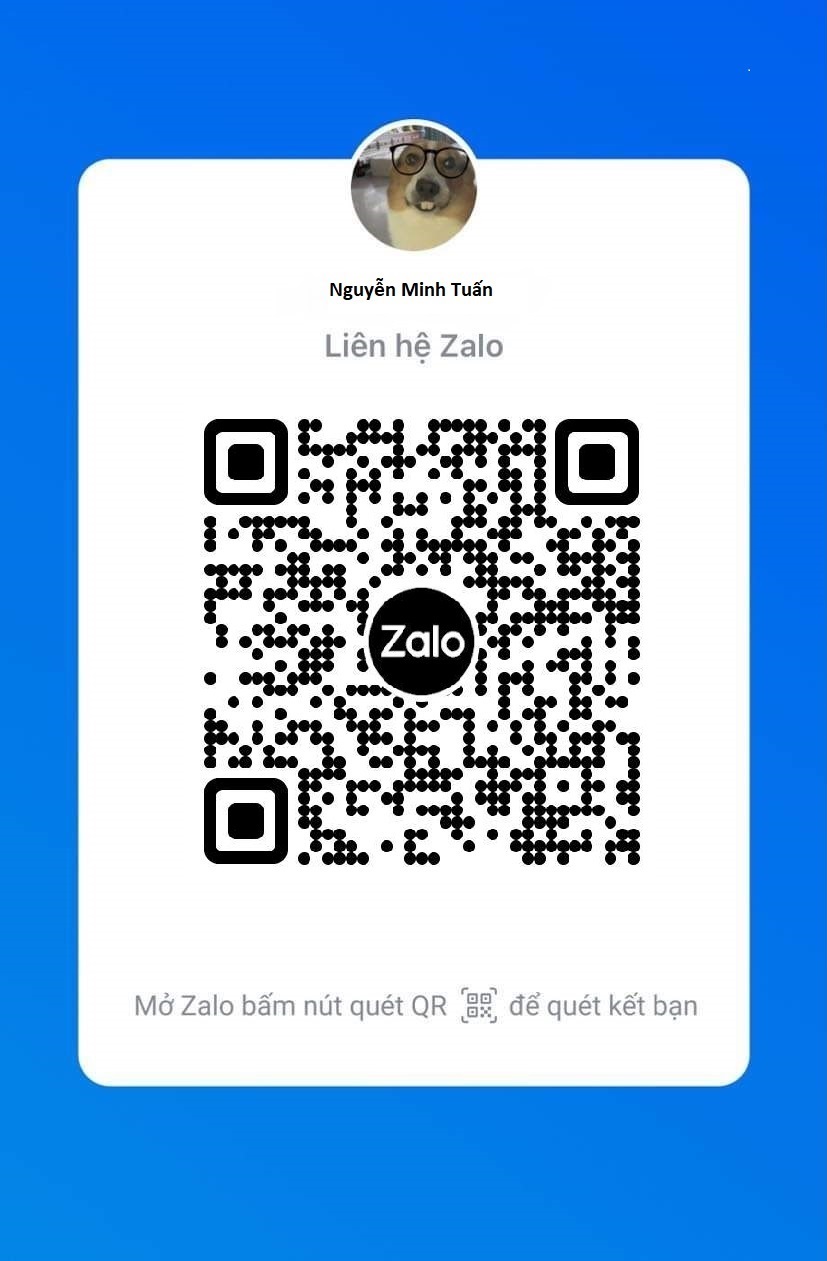 Nguyễn Minh Tuấn
Liên hệ Zalo
Zalo
Mở Zalo bấm nút quét QR để quét kết bạn